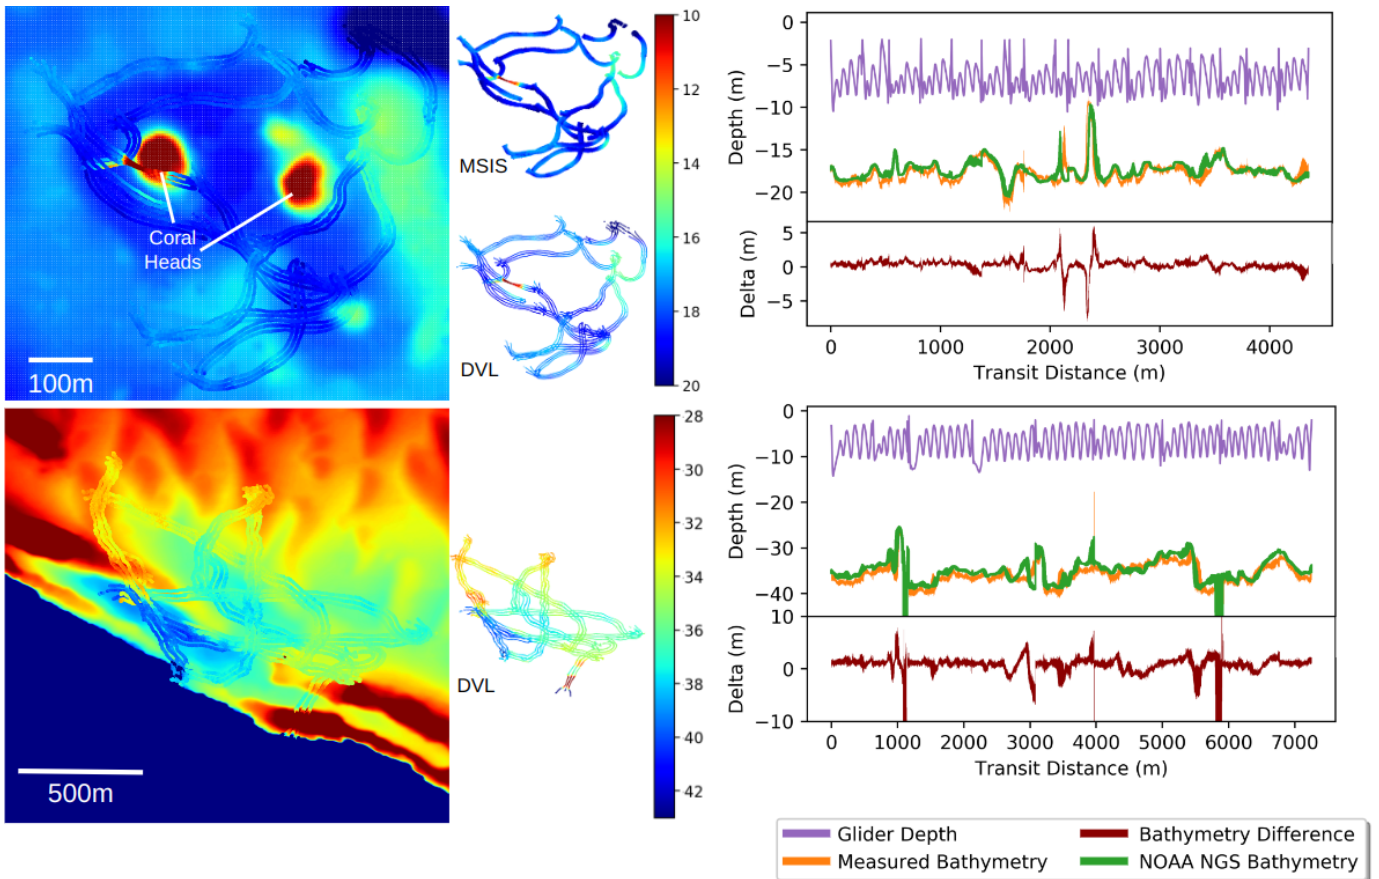 Coral
Heads
100m
MSIS
DVL
10
12
14
16
18
20
0
−5
−10
−15
−20
Depth (m)
5
0
−5
Delta (m)
0
1000
2000
3000
4000
Transit Distance (m)
500m
DVL
28
30
32
34
36
38
40
42
0
−10
−20
−30
−40
Depth (m)
10
0
−10
Delta (m)
0
1000
2000
3000
4000
5000
6000
7000
Transit Distance (m)
Glider Depth
Measured Bathymetry
Bathymetry Difference
NOAA NGS Bathymetry